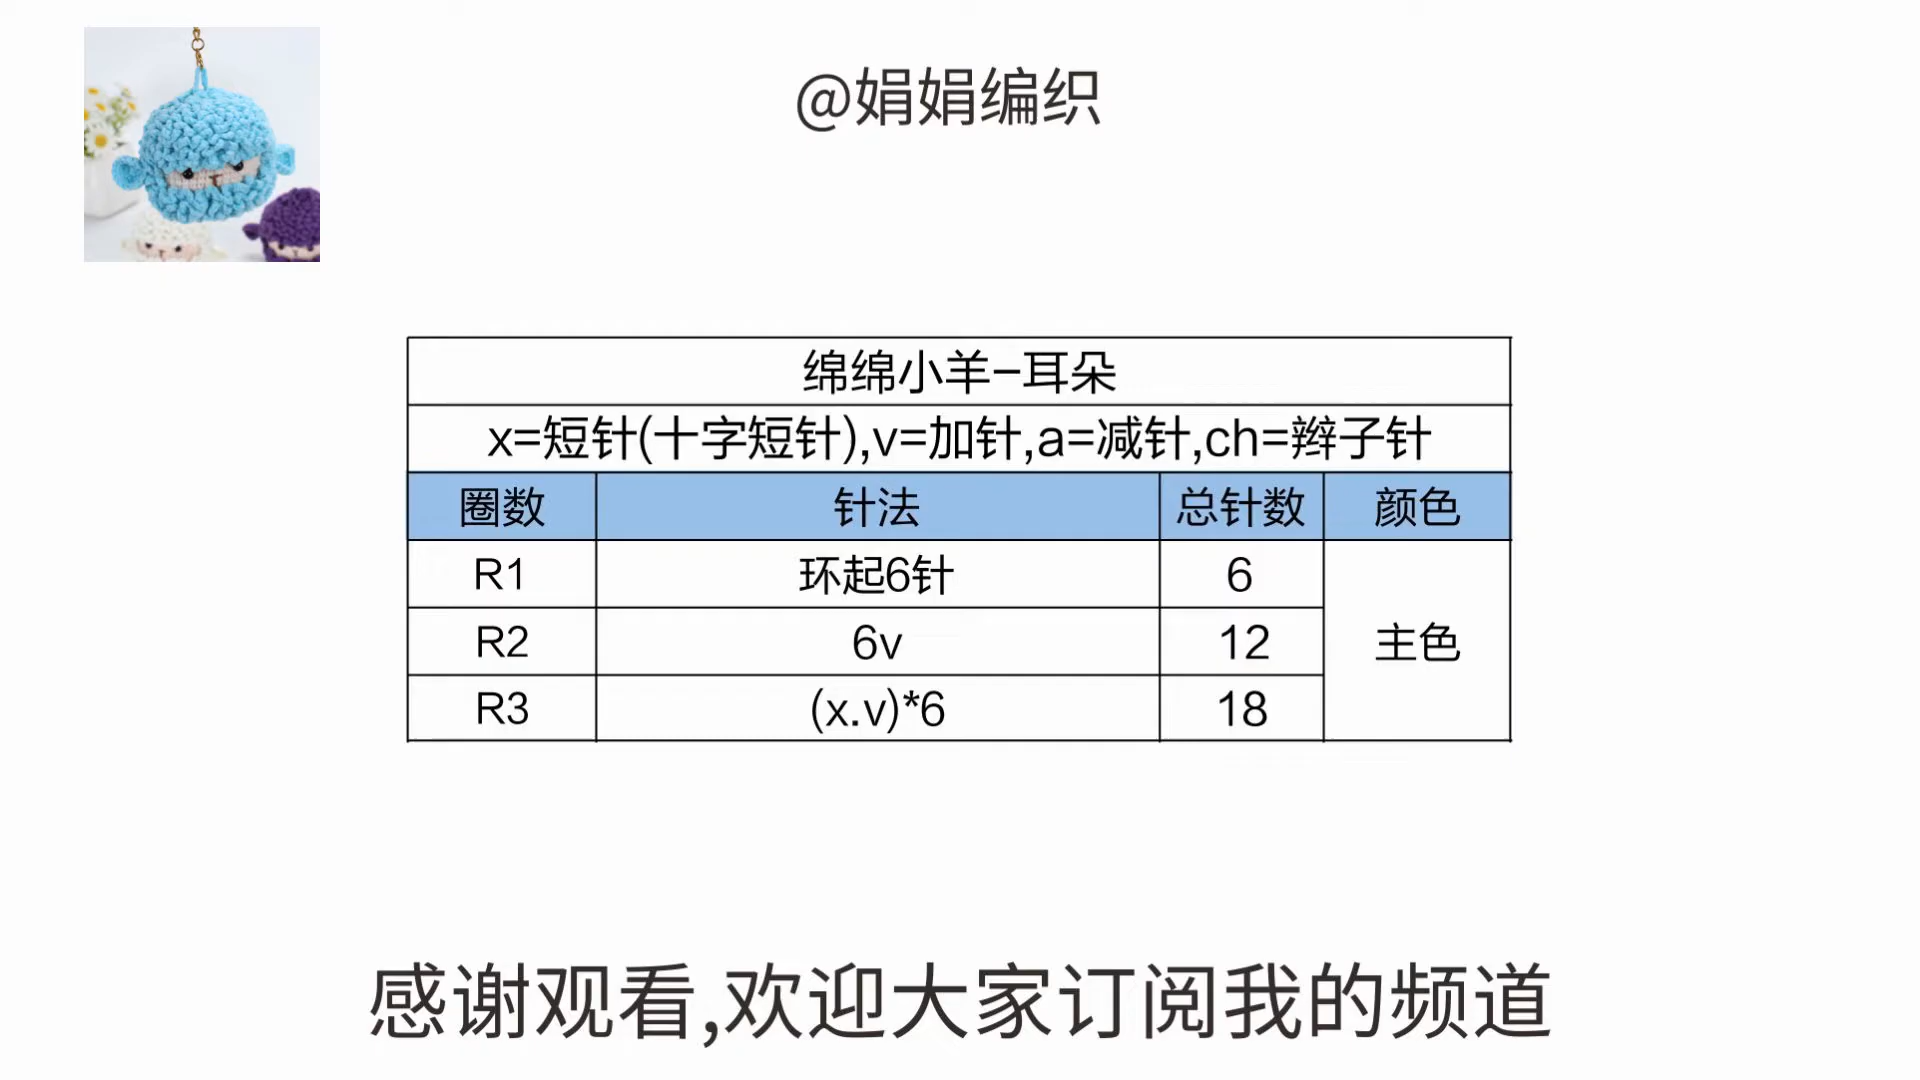 @娟娟编织
绵绵小羊-耳朵
x=短针(十字短针),v=加针,a=减针,ch=辫子针
圈数 针法 总针数 颜色
R1 环起6针 6
R2 6v 12 主色
R3 (x.v)*6 18
感谢观看,欢迎大家订阅我的频道